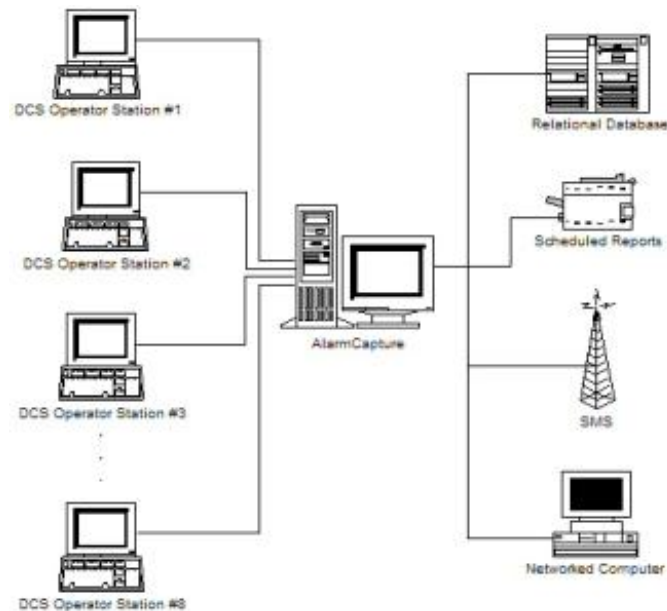 DCS Operator Station #1
DCS Operator Station #2
DCS Operator Station #3
DCS Operator Station #8
AlarmCapture
Relational Database
Scheduled Reports
SMS
Networked Computer